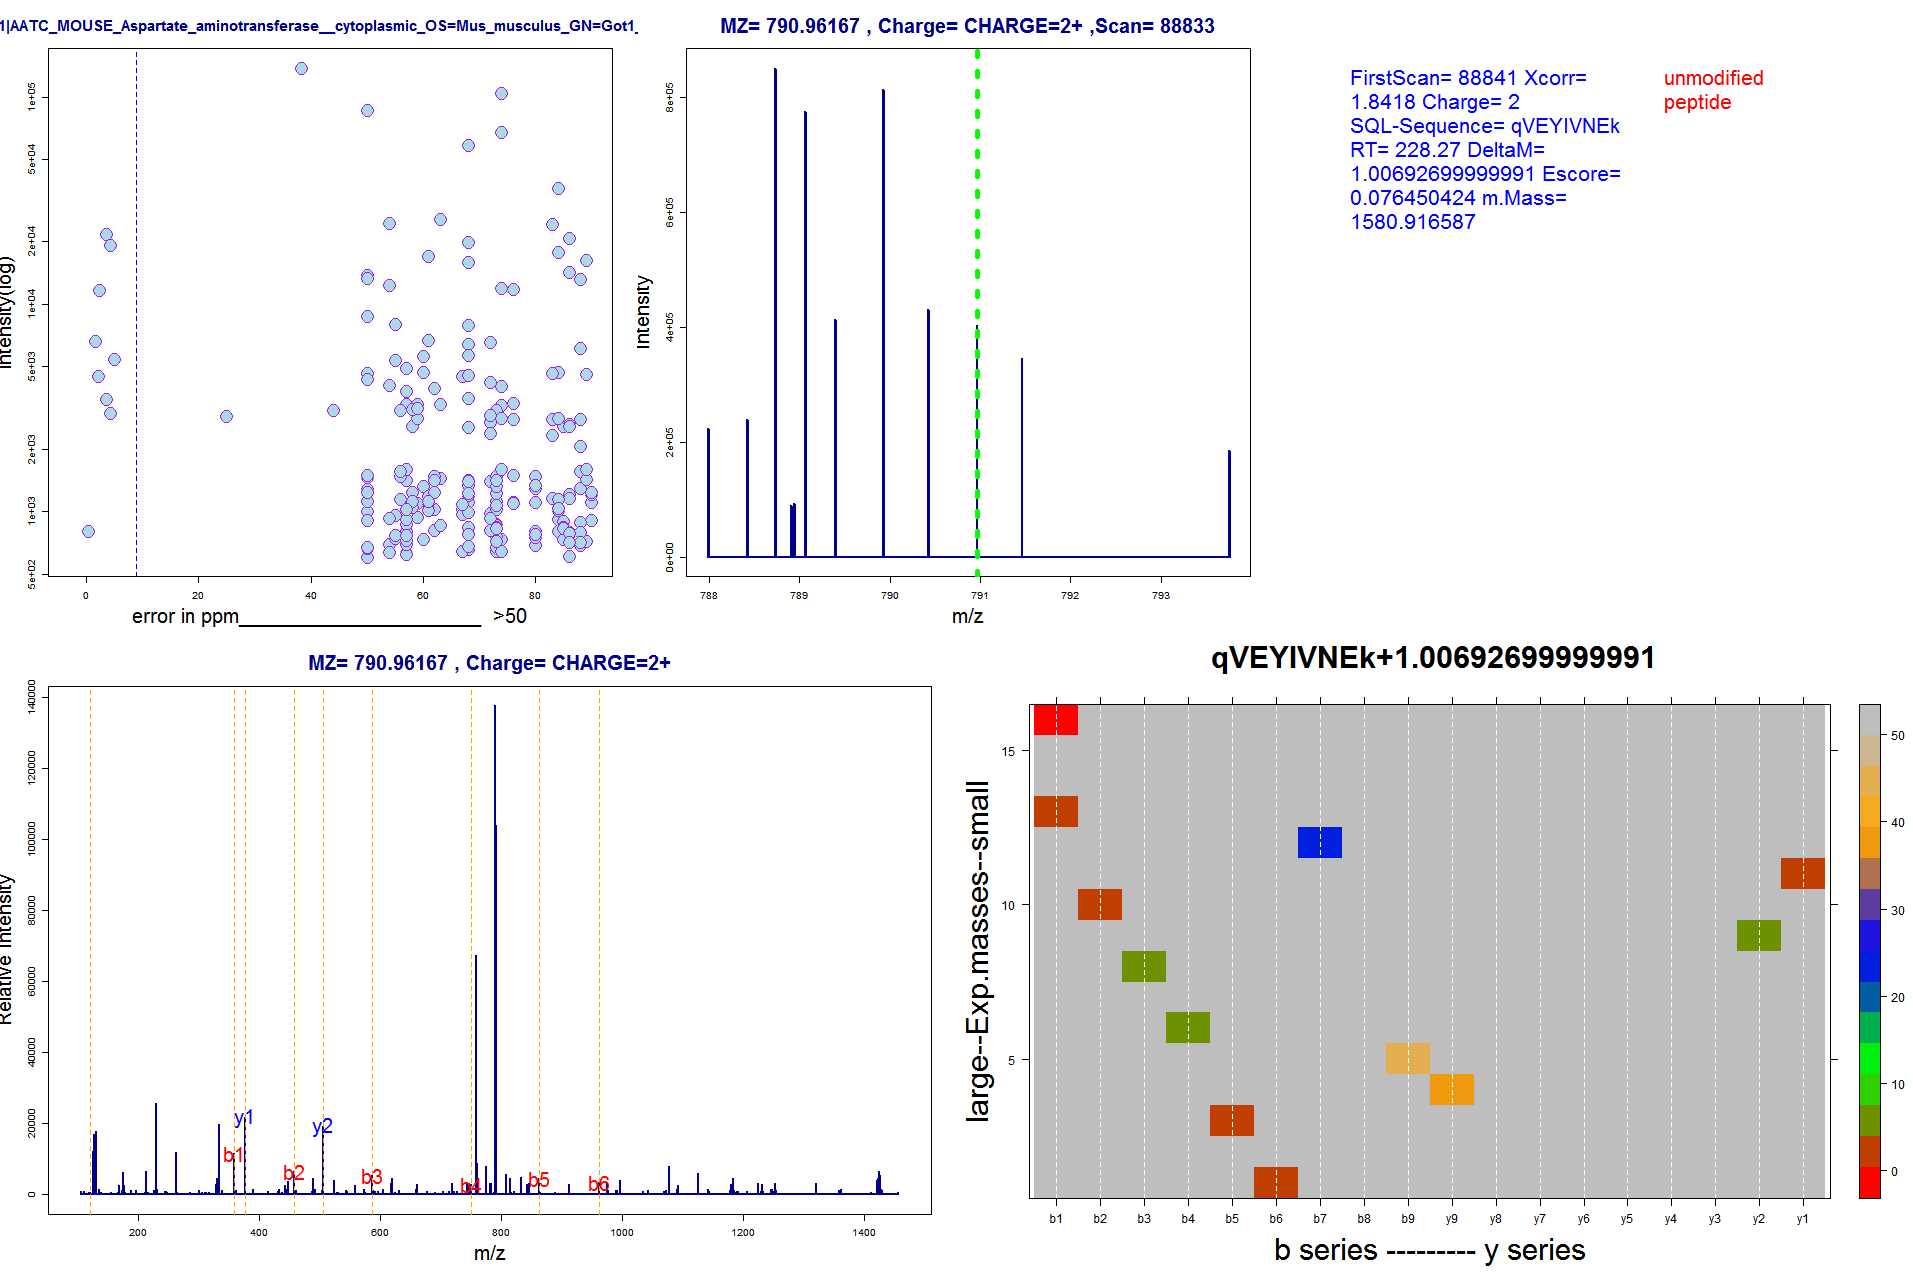 1|AATC_MOUSE_Aspartate_aminotransferase__cytoplasmic_OS=Mus_musculus_GN=Got1_
Intensity(log)
1e+05
5e+04
2e+04
1e+04
5e+03
2e+03
1e+03
5e+02
0 20 40 60 80
error in ppm______________________ >50
MZ= 790.96167 , Charge= CHARGE=2+ ,Scan= 88833
Intensity
8e+05
6e+05
4e+05
2e+05
0e+00
788 789 790 791 792 793
m/z
FirstScan= 88841 Xcorr=
1.8418 Charge= 2
SQL-Sequence= qVEYIVNEk
RT= 228.27 DeltaM=
1.00692699999991 Escore=
0.076450424 m.Mass=
1580.916587
unmodified
peptide
MZ= 790.96167 , Charge= CHARGE=2+
Relative Intensity
140000
120000
100000
80000
60000
40000
20000
0
y1
y2
b1
b2
b3
b4
b5
b6
200 400 600 800 1000 1200 1400
m/z
qVEYIVNEk+1.00692699999991
large--Exp.masses--small
15
10
5
b1 b2 b3 b4 b5 b6 b7 b8 b9 y9 y8 y7 y6 y5 y4 y3 y2 y1
b series --------- y series
50
40
30
20
10
0